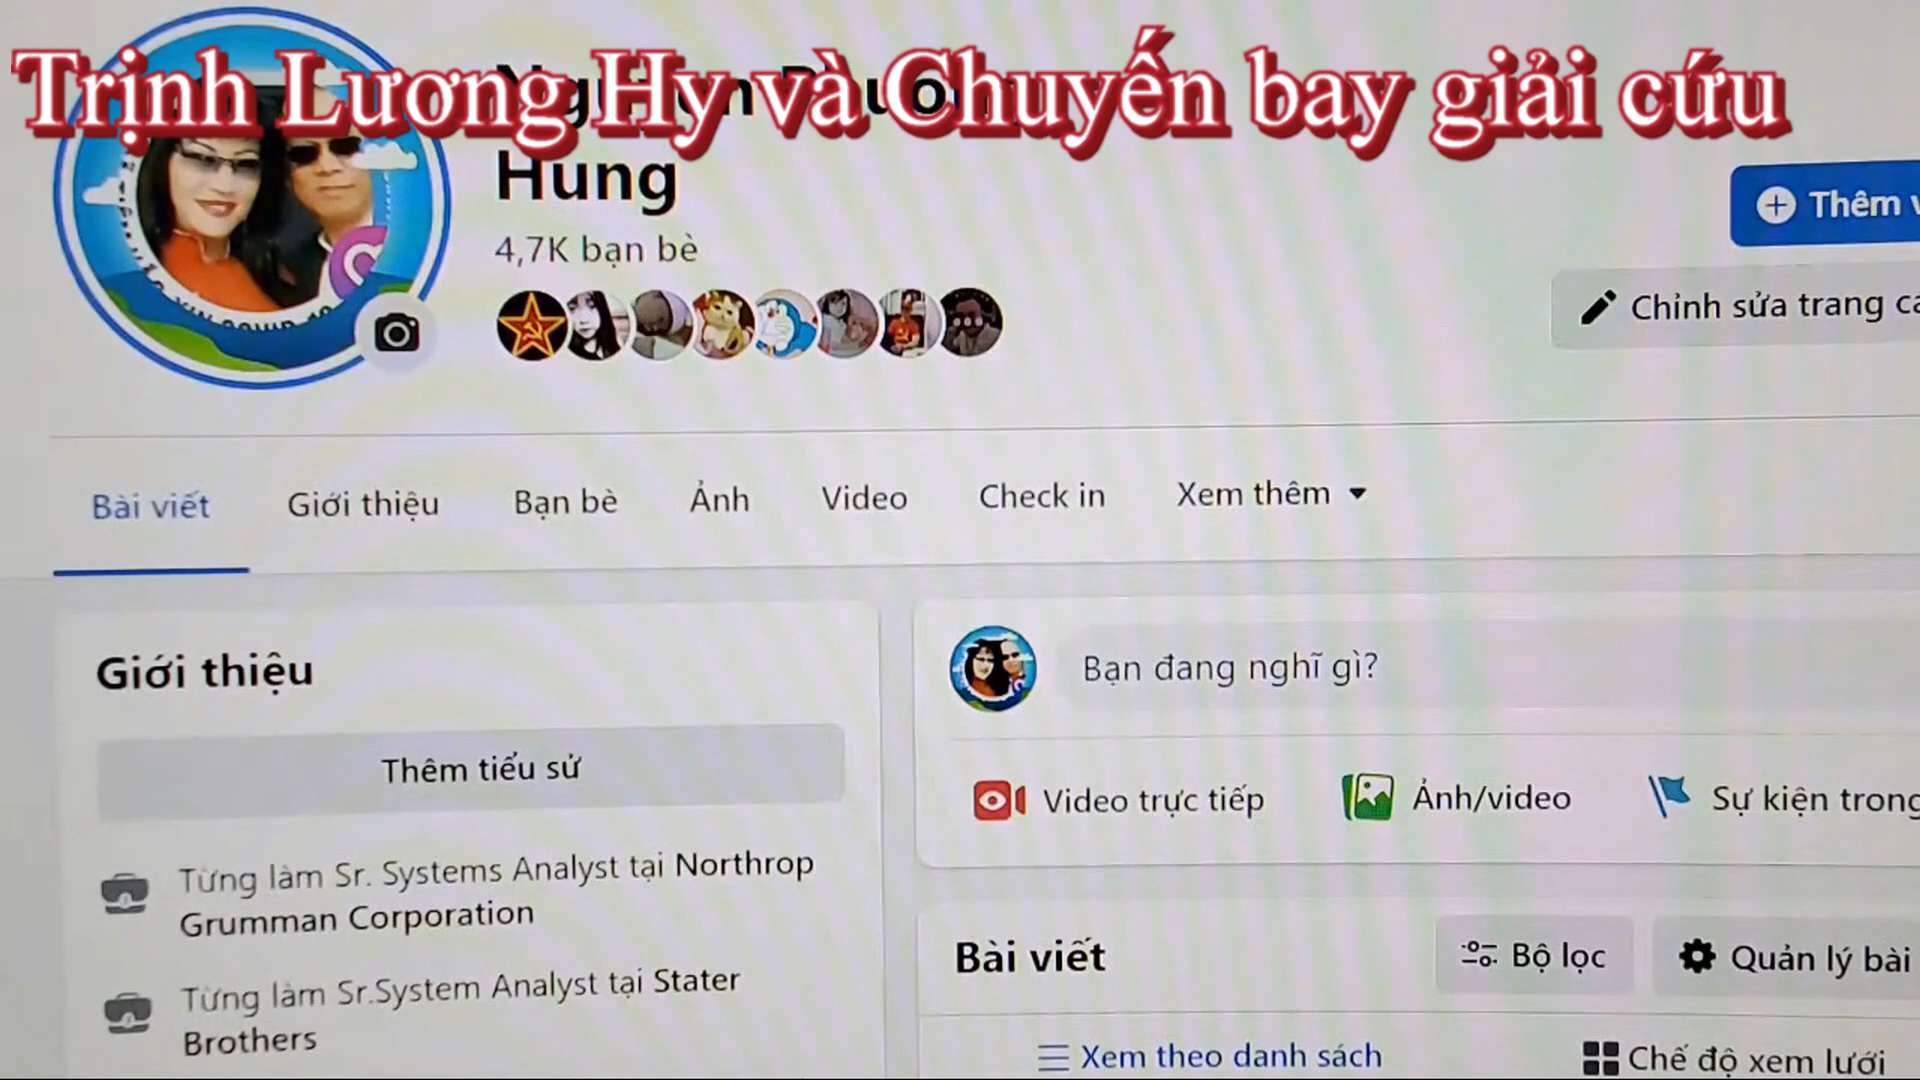 Trịnh Lương Hy và Chuyến bay giải cứu
Hùng
4,7K bạn bè
Thêm
Chỉnh sửa trang
Bài viết
Giới thiệu
Bạn bè
Ảnh
Video
Check in
Xem thêm
Giới thiệu
Thêm tiểu sử
Từng làm Sr. Systems Analyst tại Northrop
Grumman Corporation
Từng làm Sr.System Analyst tại Stater
Brothers
Bạn đang nghĩ gì?
Video trực tiếp
Ảnh/video
Sự kiện trong
Bài viết
Bộ lọc
Quản lý bài
Xem theo danh sách
Chế độ xem lưới